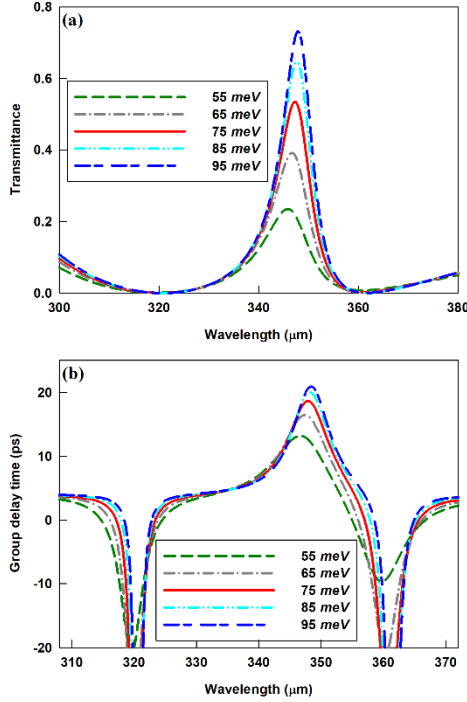 (a)
0.8
0.6
0.4
0.2
0.0
Transmittance
55 meV
65 meV
75 meV
85 meV
95 meV
300 320 340 360 380
Wavelength (μm)
(b)
20
10
0
-10
-20
Group delay time (ps)
55 meV
65 meV
75 meV
85 meV
95 meV
310 320 330 340 350 360 370
Wavelength (μm)